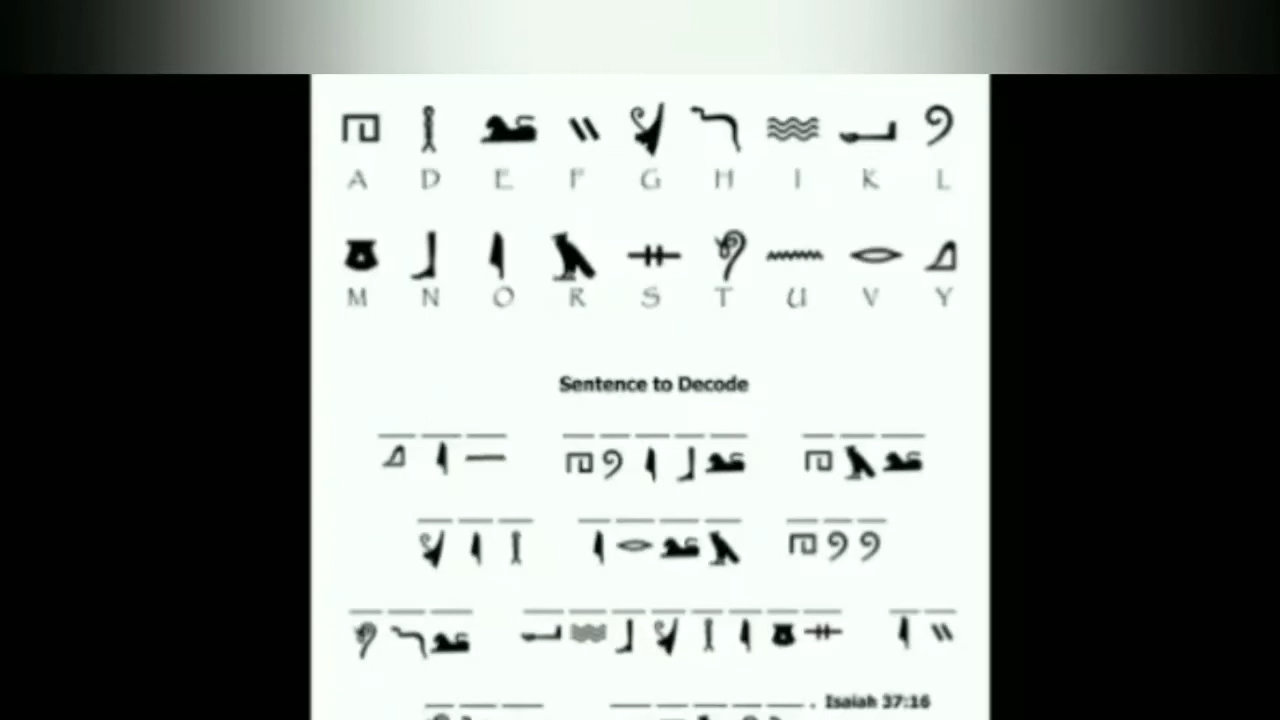 A D E F G H I K L
M N O R S T U V Y
Sentence to Decode
. Isaiah 37:16